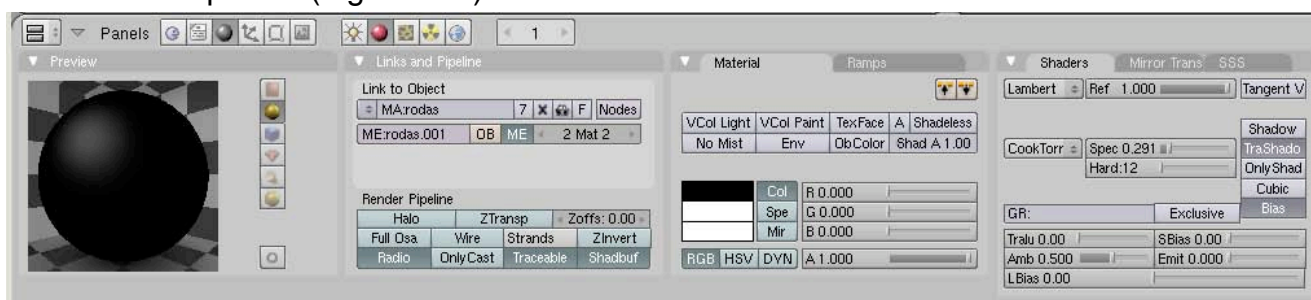 Panels 1
Preview
Links and Pipeline
Link to Object
MA:rodas 7 X F Nodes
ME:rodas.001 OB ME 2 Mat 2
Render Pipeline
Halo ZTransp Zoffs: 0.00
Full Osa Wire Strands ZInvert
Radio OnlyCast Traceable Shadbuf
Material Ramps
VCol Light VCol Paint TexFace A Shadeless
No Mist Env ObColor Shad A 1.00
Col R 0.000
Spe G 0.000
Mir B 0.000
RGB HSV DYN A 1.000
Shaders Mirror Trans SSS
Lambert Ref 1.000 Tangent V
Shadow
CookTorr Spec 0.291 TraShado
Hard:12 OnlyShad
Cubic
GR: Exclusive Bias
Tralu 0.00 SBias 0.00
Amb 0.500 Emit 0.000
LBias 0.00